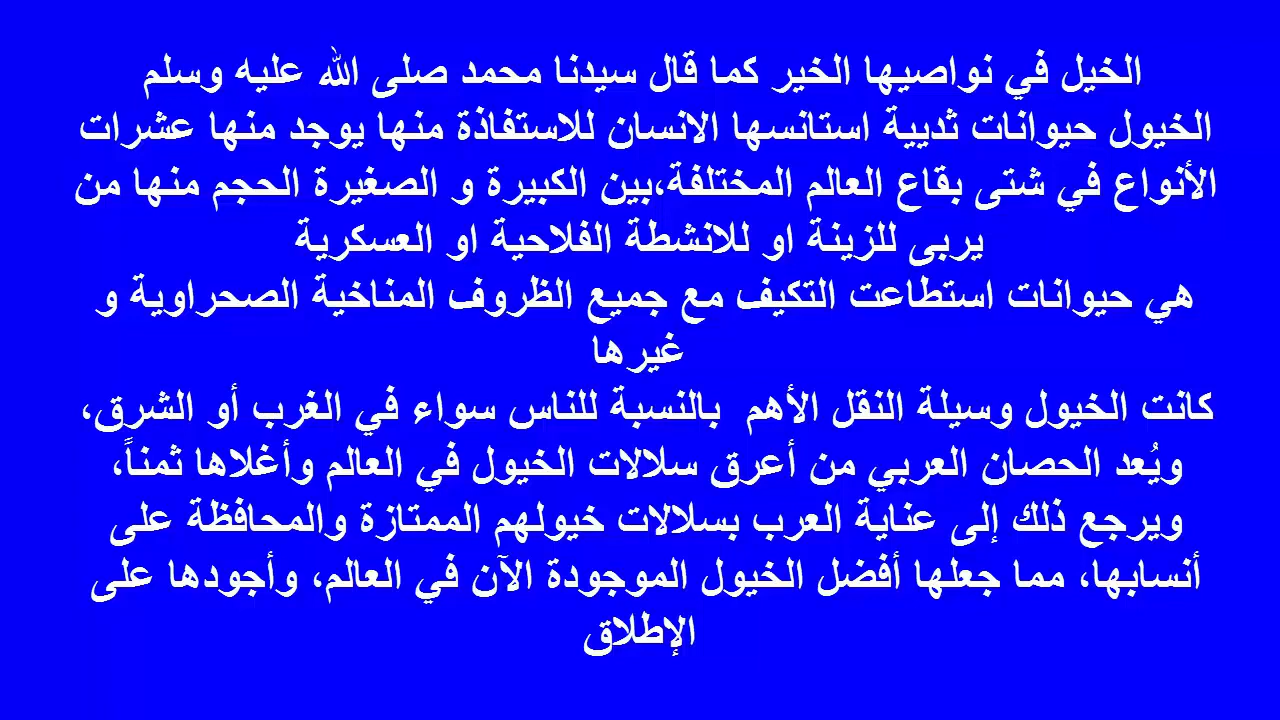 الخيل في نواصيها الخير كما قال سيدنا محمد صلى الله عليه وسلم
الخيول حيوانات ثديية استانسها الانسان للاستفاذة منها يوجد منها عشرات
الأنواع في شتى بقاع العالم المختلفة،بين الكبيرة و الصغيرة الحجم منها من
يربى للزينة او للانشطة الفلاحية او العسكرية
هي حيوانات استطاعت التكيف مع جميع الظروف المناخية الصحراوية و
غيرها
كانت الخيول وسيلة النقل الأهم بالنسبة للناس سواء في الغرب أو الشرق،
ويُعد الحصان العربي من أعرق سلالات الخيول في العالم وأغلاها ثمناً،
ويرجع ذلك إلى عناية العرب بسلالات خيولهم الممتازة والمحافظة على
أنسابها، مما جعلها أفضل الخيول الموجودة الآن في العالم، وأجودها على
الإطلاق